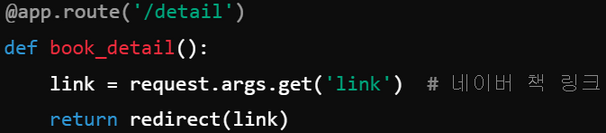 @app.route('/detail')
def book_detail():
    link = request.args.get('link')  # 네이버 책 링크
    return redirect(link)